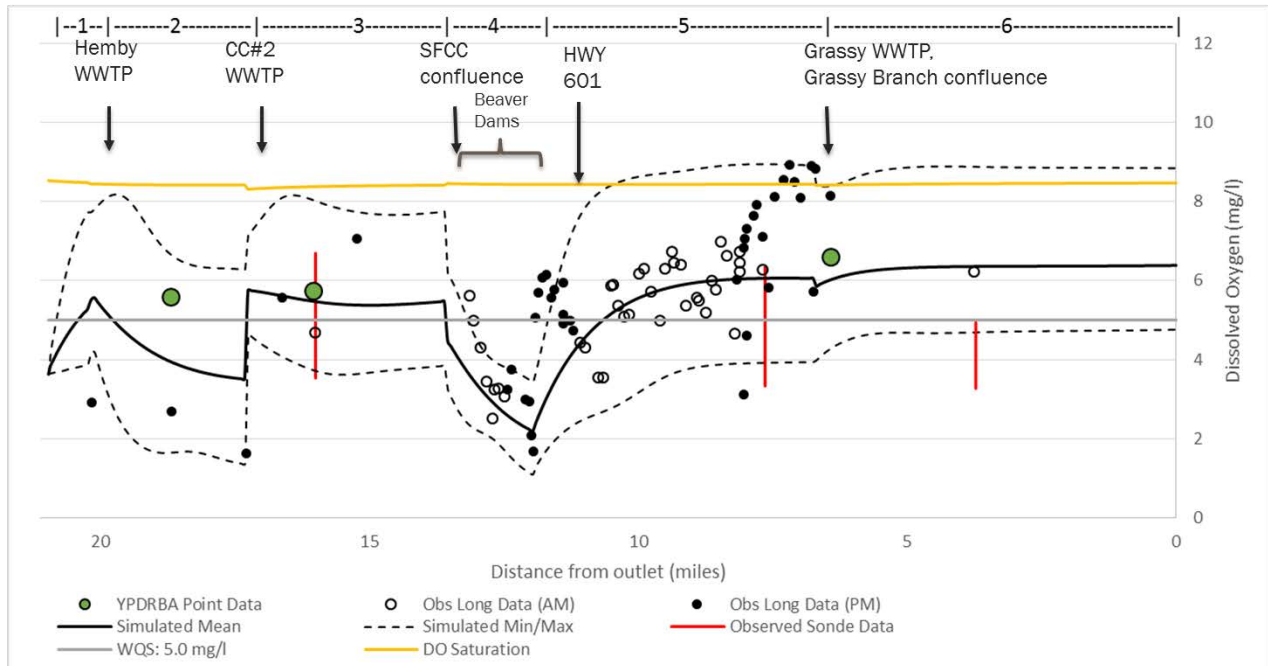 |--1--|-----2-----|-----3-----|---4---|-----5-----|-----6-----|
Hemby
WWTP
CC#2
WWTP
SFCC
confluence
Beaver
Dams
HWY
601
Grassy WWTP,
Grassy Branch confluence
12
10
8
6
4
2
0
Dissolved Oxygen (mg/l)
20 15 10 5 0
Distance from outlet (miles)
YPDRBA Point Data Obs Long Data (AM) Obs Long Data (PM)
Simulated Mean Simulated Min/Max Observed Sonde Data
WQS: 5.0 mg/l DO Saturation